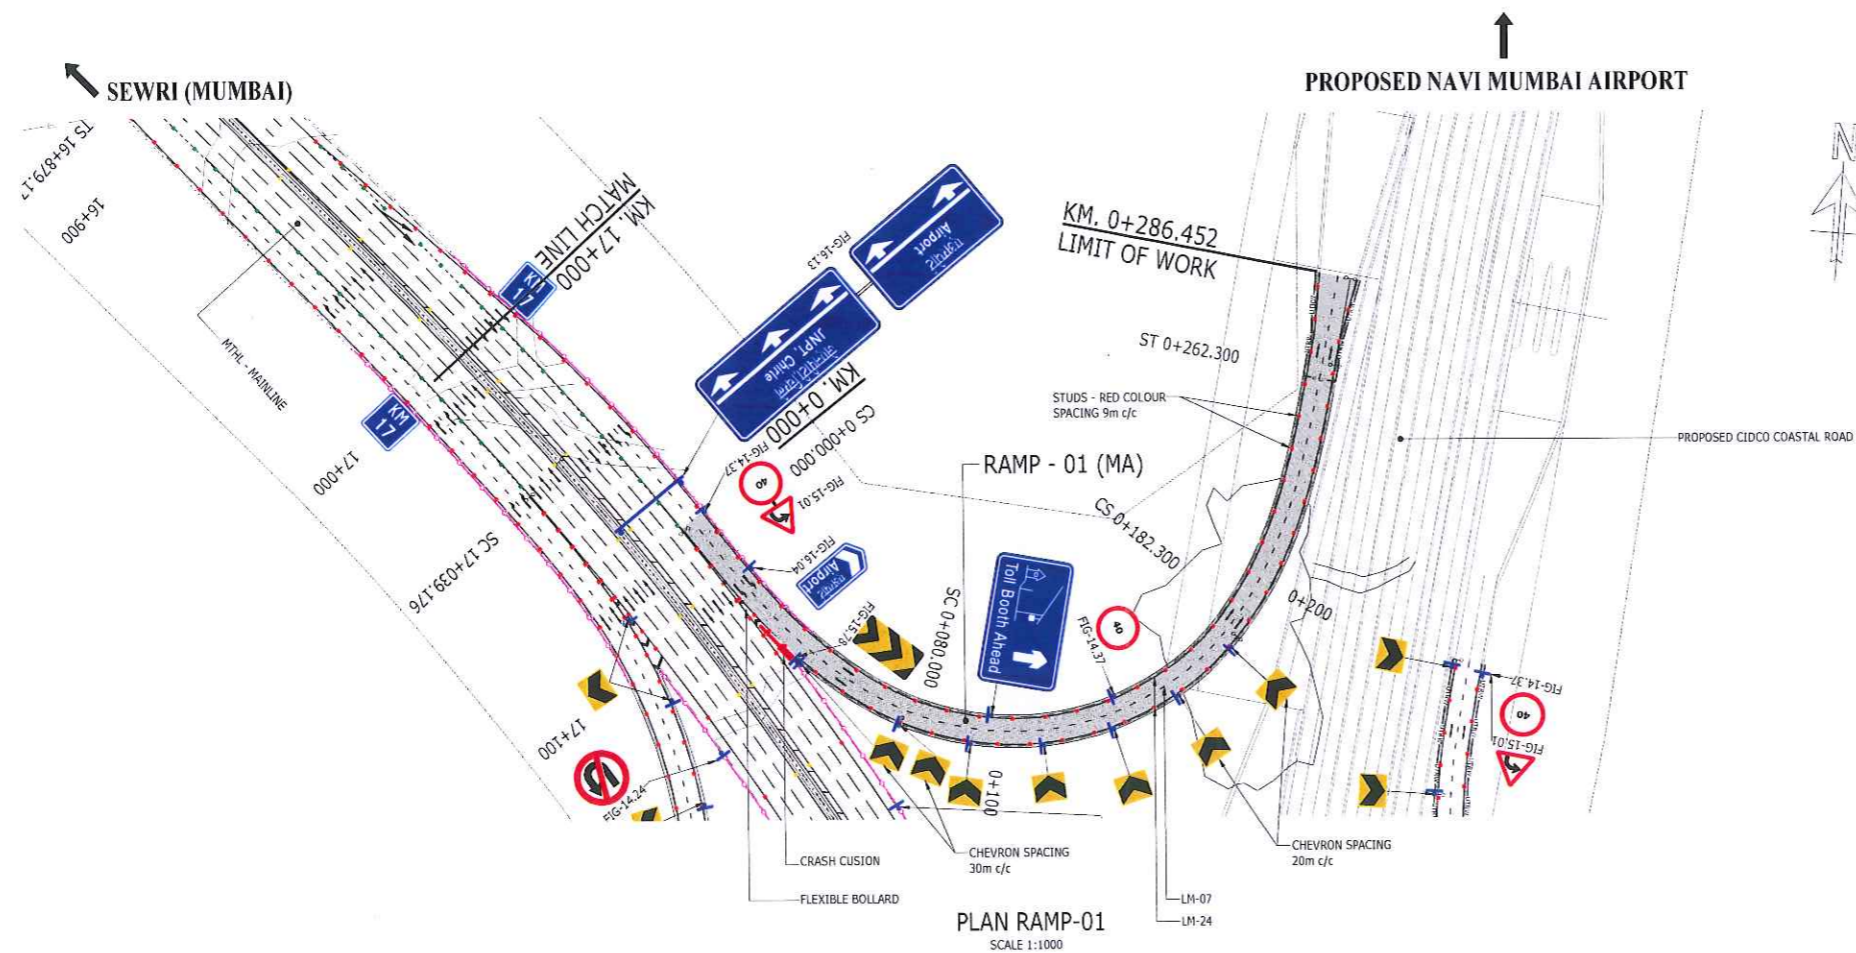 SEWRI (MUMBAI)
PROPOSED NAVI MUMBAI AIRPORT
N
TS 16+879.17
16+900
MTHL - MAINLINE
KM. 17+000
MATCH LINE
KM
17
KM
17
17+000
SC 17+039.176
17+100
FIG-14.24
FIG-16.13
Airport
JNPT, Chirle
KM. 0+000
CS 0+000.000
FIG-14.37
40
FIG-15.01
FIG-16.04
Airport
FIG-15.78
SC 0+080.000
Toll Booth Ahead
RAMP - 01 (MA)
KM. 0+286.452
LIMIT OF WORK
ST 0+262.300
STUDS - RED COLOUR
SPACING 9m c/c
CS 0+182.300
0+200
40
FIG-14.37
0+100
PROPOSED CIDCO COASTAL ROAD
FIG-14.37
40
FIG-15.01
CRASH CUSION
FLEXIBLE BOLLARD
CHEVRON SPACING
30m c/c
CHEVRON SPACING
20m c/c
LM-07
LM-24
PLAN RAMP-01
SCALE 1:1000